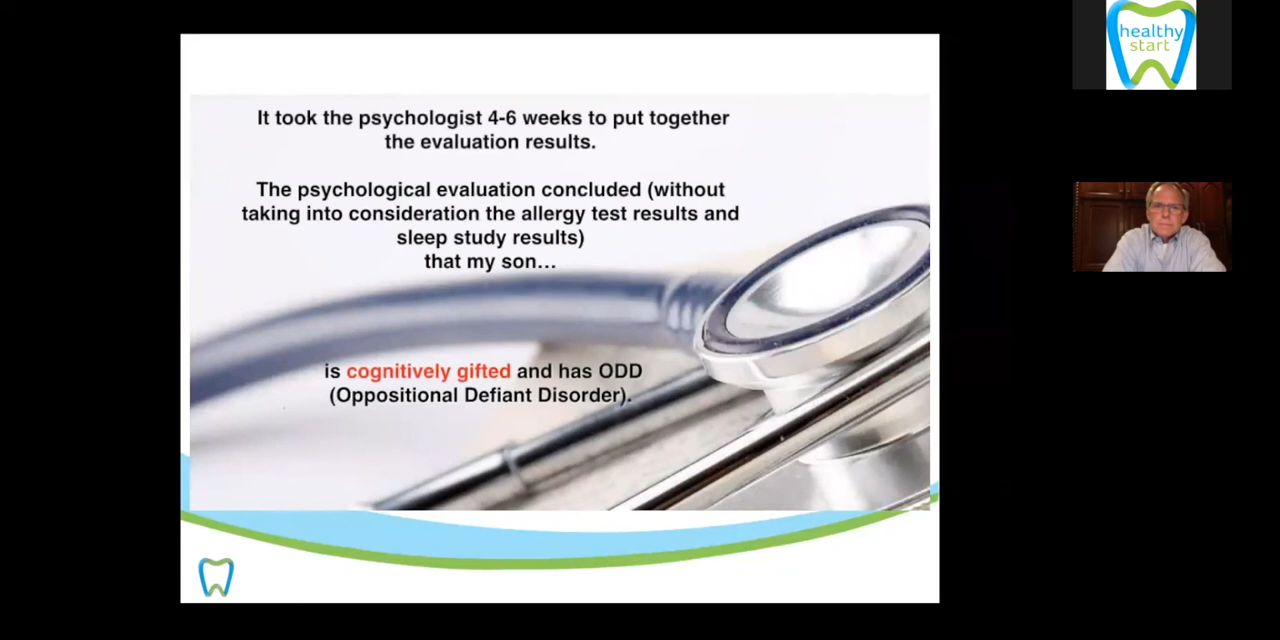 It took the psychologist 4-6 weeks to put together
the evaluation results.
The psychological evaluation concluded (without
taking into consideration the allergy test results and
sleep study results)
that my son...
is cognitively gifted and has ODD
(Oppositional Defiant Disorder).
healthy
start